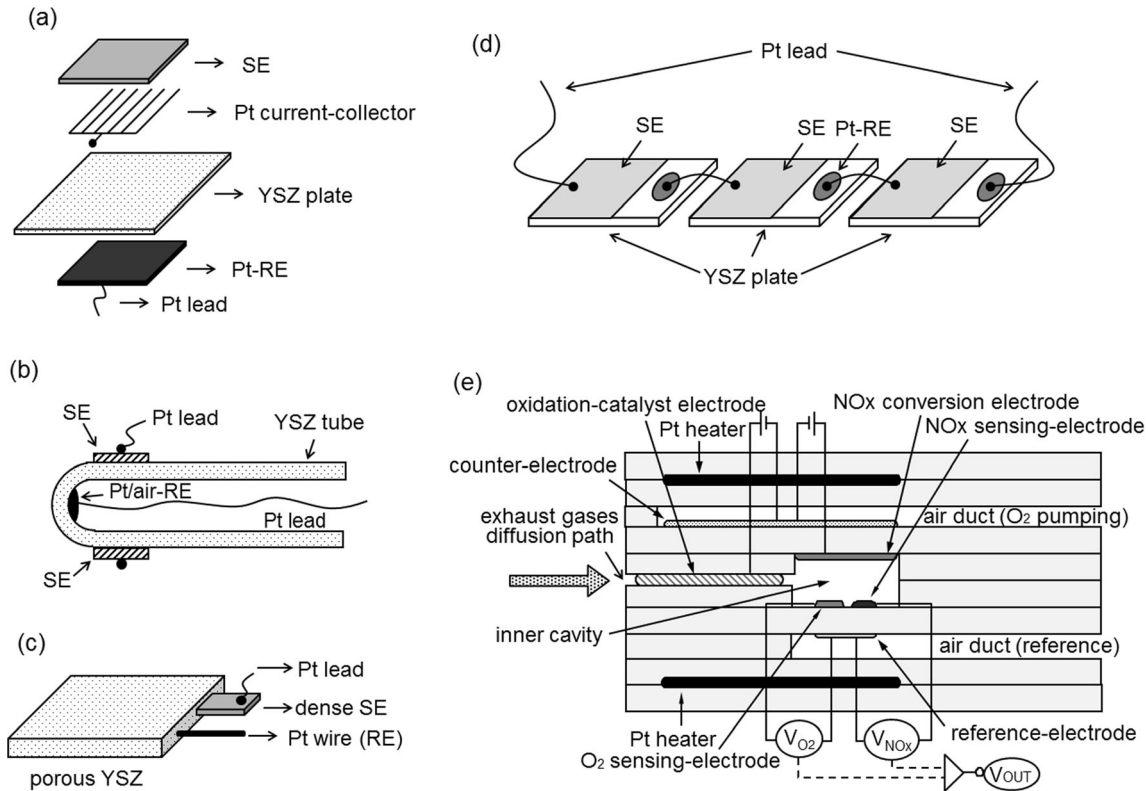 (a)
SE
Pt current-collector
YSZ plate
Pt-RE
Pt lead
(b)
SE
Pt lead
YSZ tube
Pt/air-RE
Pt lead
SE
(c)
Pt lead
dense SE
Pt wire (RE)
porous YSZ
(d)
Pt lead
SE
SE
Pt-RE
SE
YSZ plate
(e)
oxidation-catalyst electrode
NOx conversion electrode
Pt heater
NOx sensing-electrode
counter-electrode
exhaust gases
diffusion path
air duct (O₂ pumping)
inner cavity
air duct (reference)
Pt heater
reference-electrode
O₂ sensing-electrode
VO2
VNOx
VOUT